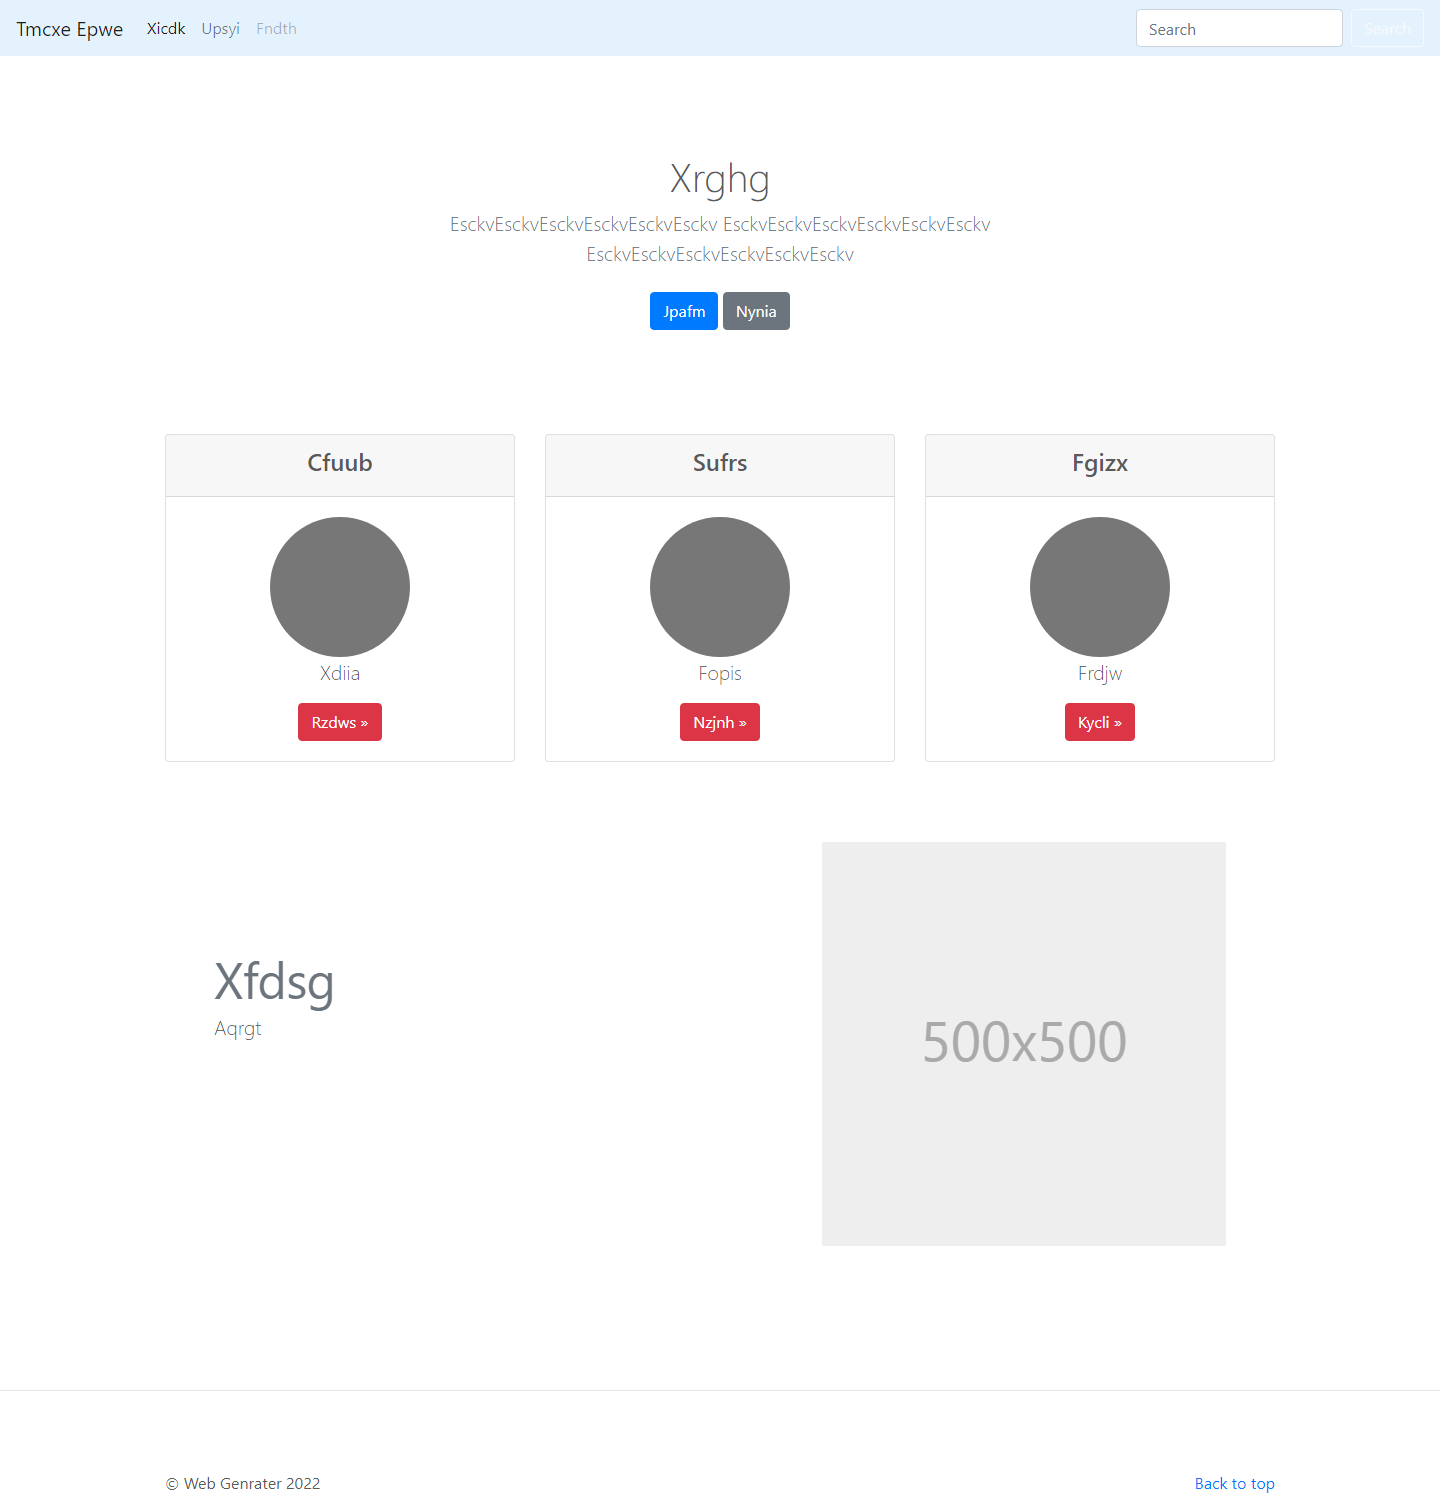 Tmcxe Epwe Xicdk Upsyi Fndth Search Search
Xrghg
EsckvEsckvEsckvEsckvEsckvEsckv EsckvEsckvEsckvEsckvEsckvEsckv
EsckvEsckvEsckvEsckvEsckvEsckv
Jpafm Nynia
Cfuub Sufrs Fgizx
Xdiia Fopis Frdjw
Rzdws » Nzjnh » Kycli »
Xfdsg
Aqrgt
500x500
© Web Genrater 2022 Back to top